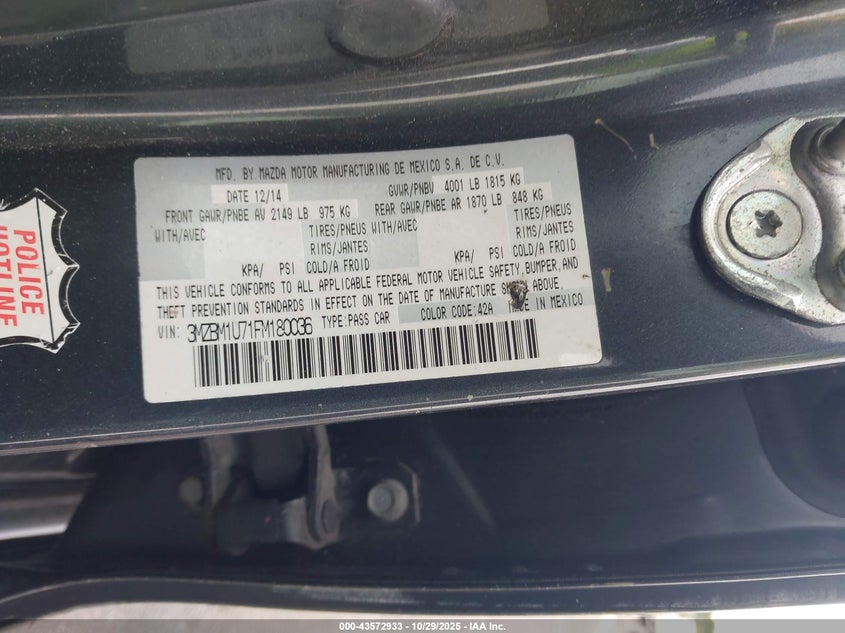 MFD. BY MAZDA MOTOR MANUFACTURING DE MEXICO S.A. DE C.V.
DATE 12/14 GVWR/PNBV 4001 LB 1815 KG
FRONT GAWR/PNBE AV 2149 LB 975 KG REAR GAWR/PNBE AR 1870 LB 848 KG
WITH/AVEC TIRES/PNEUS WITH/AVEC TIRES/PNEUS
RIMS/JANTES RIMS/JANTES
KPA/ PSI COLD/A FROID KPA/ PSI COLD/A FROID
THIS VEHICLE CONFORMS TO ALL APPLICABLE FEDERAL MOTOR VEHICLE SAFETY, BUMPER, AND
THEFT PREVENTION STANDARDS IN EFFECT ON THE DATE OF MANUFACTURE ABOVE.
VIN: 3MZBM1U71FM180036 TYPE:PASS CAR COLOR CODE:42A IN MEXICO
POLICE
HOTLINE
000-43572933 - 10/29/2025 - IAA Inc.